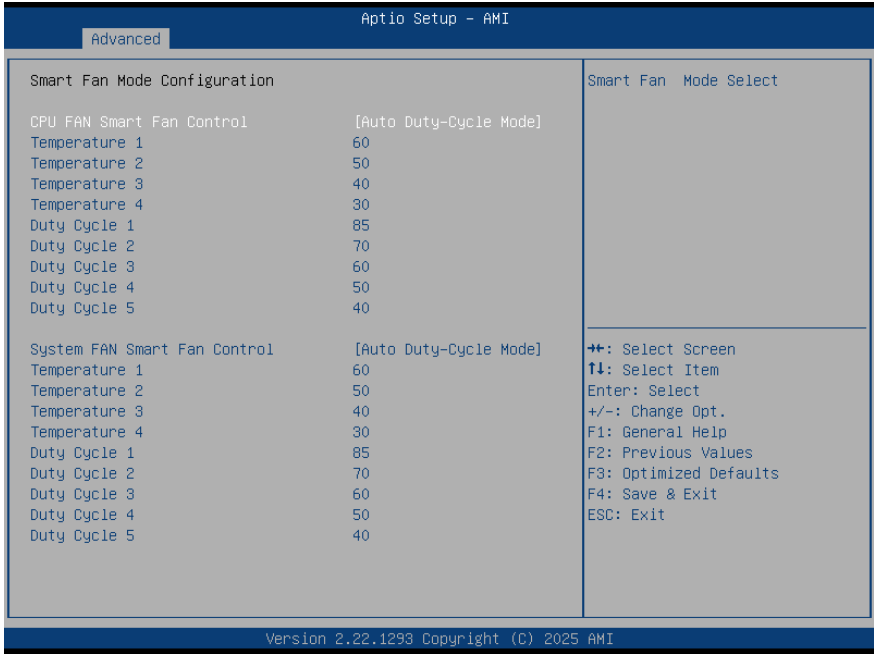 Aptio Setup – AMI
Advanced
Smart Fan Mode Configuration
CPU FAN Smart Fan Control [Auto Duty-Cycle Mode]
Temperature 1 60
Temperature 2 50
Temperature 3 40
Temperature 4 30
Duty Cycle 1 85
Duty Cycle 2 70
Duty Cycle 3 60
Duty Cycle 4 50
Duty Cycle 5 40
System FAN Smart Fan Control [Auto Duty-Cycle Mode]
Temperature 1 60
Temperature 2 50
Temperature 3 40
Temperature 4 30
Duty Cycle 1 85
Duty Cycle 2 70
Duty Cycle 3 60
Duty Cycle 4 50
Duty Cycle 5 40
Smart Fan Mode Select
→←: Select Screen
↑↓: Select Item
Enter: Select
+/-: Change Opt.
F1: General Help
F2: Previous Values
F3: Optimized Defaults
F4: Save & Exit
ESC: Exit
Version 2.22.1293 Copyright (C) 2025 AMI